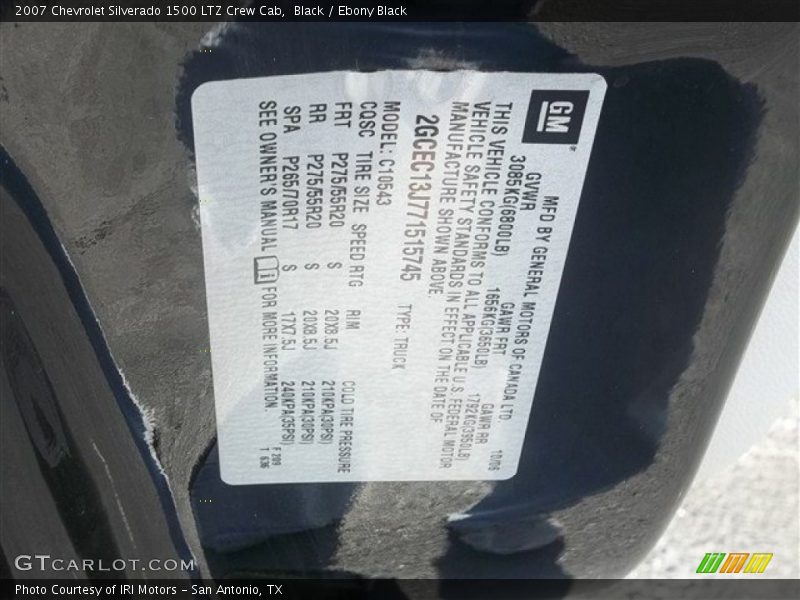 2007 Chevrolet Silverado 1500 LTZ Crew Cab,  Black / Ebony Black
GM
MFD BY GENERAL MOTORS OF CANADA LTD
10/06
GVWR GAWR FRT GAWR RR
3085KG(6800LB) 1656KG(3650LB) 1792KG(3950LB)
THIS VEHICLE CONFORMS TO ALL APPLICABLE U.S. FEDERAL MOTOR
VEHICLE SAFETY STANDARDS IN EFFECT ON THE DATE OF
MANUFACTURE SHOWN ABOVE.
2GCEC13J771515745 TYPE: TRUCK
MODEL: C10543
CQSC TIRE SIZE SPEED RTG RIM COLD TIRE PRESSURE
FRT P275/55R20 S 20X8.5J 210KPA(30PSI)
RR P275/55R20 S 20X8.5J 210KPA(30PSI)
SPA P265/70R17 S 17X7.5J 240KPA(35PSI)
SEE OWNER'S MANUAL FOR MORE INFORMATION.
F 209
T 636
GTCARLOT.COM
Photo Courtesy of IRI Motors – San Antonio, TX